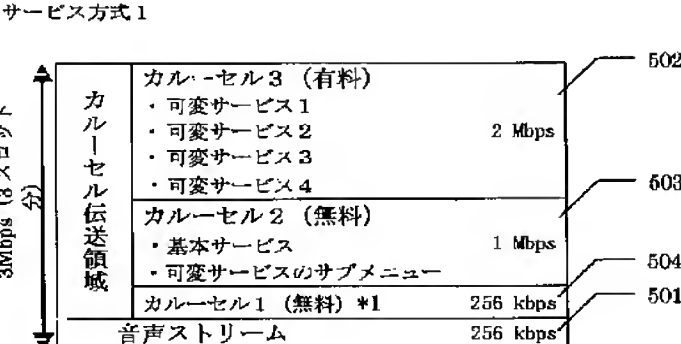 サービス方式1
カル-セル3（有料）
・可変サービス1
・可変サービス2
2 Mbps
・可変サービス3
・可変サービス4
502
カルーセル伝送領域
3Mbps (8スロット分)
カルーセル2（無料）
・基本サービス
1 Mbps
・可変サービスのサブメニュー
503
カルーセル1（無料）*1
256 kbps
504
音声ストリーム
256 kbps
501